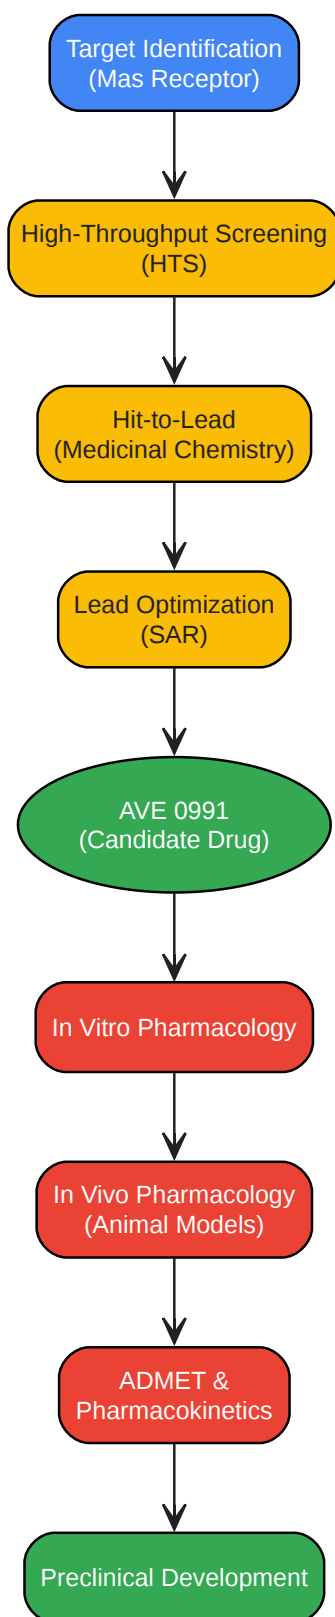 Target Identification
(Mas Receptor)
High-Throughput Screening
(HTS)
Hit-to-Lead
(Medicinal Chemistry)
Lead Optimization
(SAR)
AVE 0991
(Candidate Drug)
In Vitro Pharmacology
In Vivo Pharmacology
(Animal Models)
ADMET &
Pharmacokinetics
Preclinical Development